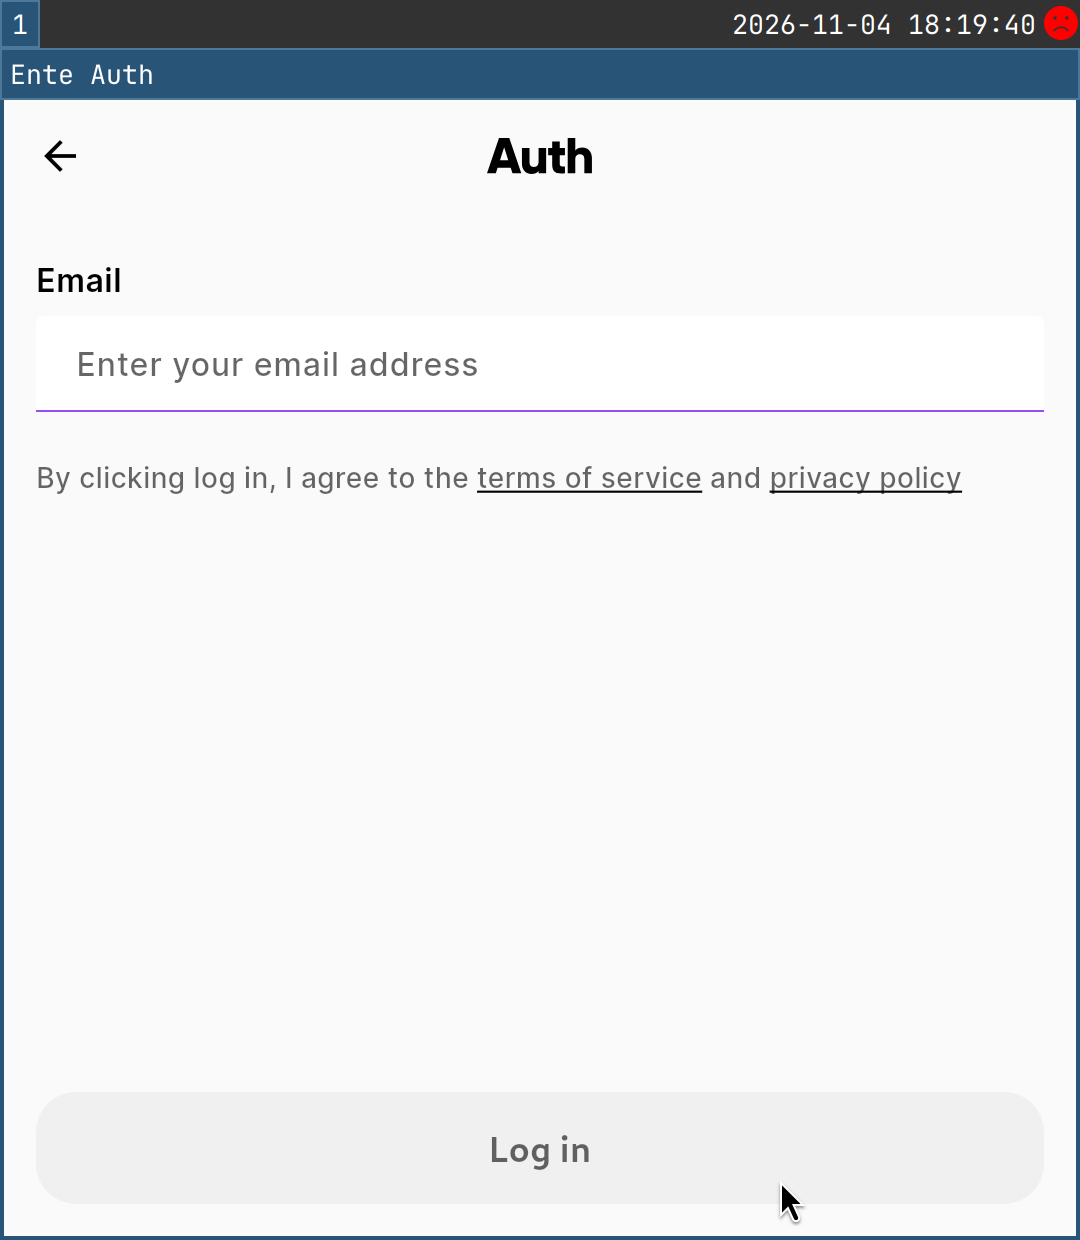 1
2026-11-04 18:19:40
Ente Auth
Auth
Email
Enter your email address
By clicking log in, I agree to the terms of service and privacy policy
Log in